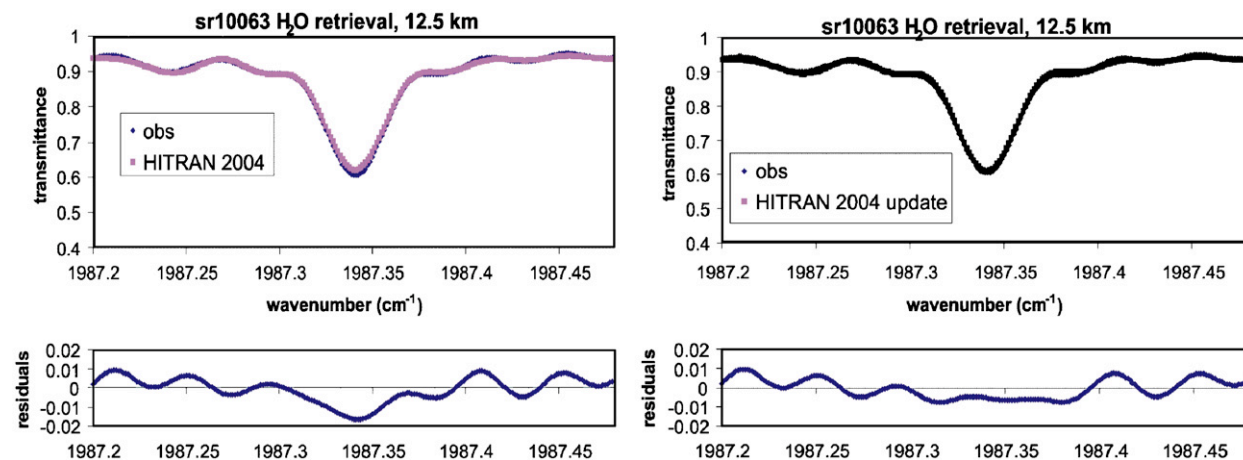 sr10063 H2O retrieval, 12.5 km
1
0.9
0.8
0.7
0.6
0.5
0.4
transmittance
obs
HITRAN 2004
1987.2 1987.25 1987.3 1987.35 1987.4 1987.45
wavenumber (cm-1)
0.02
0.01
0
-0.01
-0.02
residuals
1987.2 1987.25 1987.3 1987.35 1987.4 1987.45
sr10063 H2O retrieval, 12.5 km
1
0.9
0.8
0.7
0.6
0.5
0.4
transmittance
obs
HITRAN 2004 update
1987.2 1987.25 1987.3 1987.35 1987.4 1987.45
wavenumber (cm-1)
0.02
0.01
0
-0.01
-0.02
residuals
1987.2 1987.25 1987.3 1987.35 1987.4 1987.45